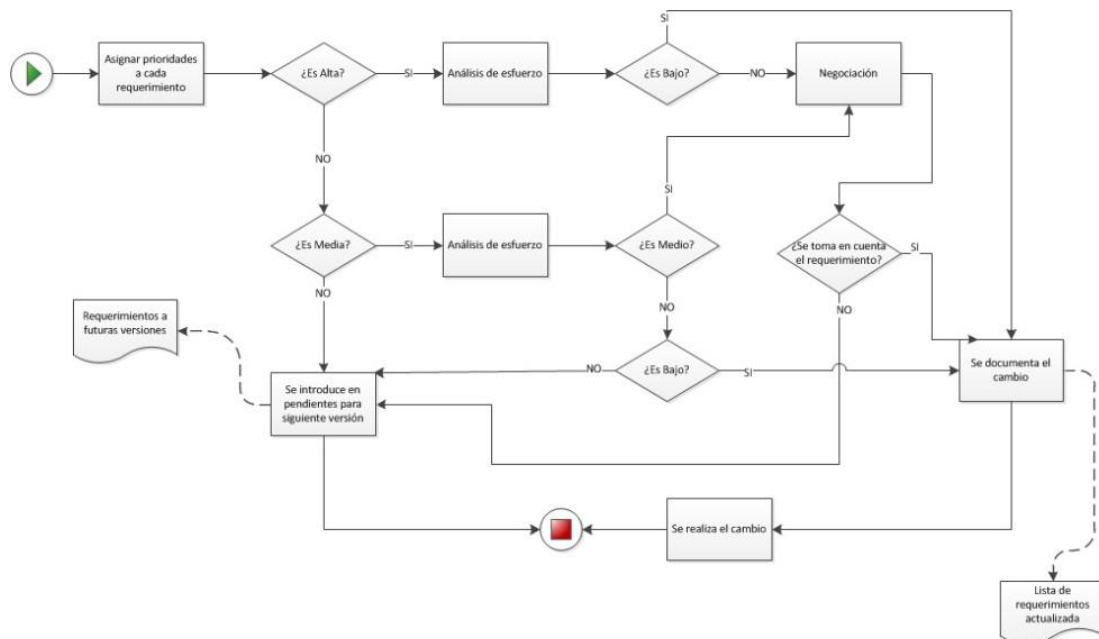 SI
Asignar prioridades
a cada
requerimiento
¿Es Alta?
SI
Análisis de esfuerzo
¿Es Bajo?
NO
Negociación
NO
SI
¿Es Media?
SI
Análisis de esfuerzo
¿Es Medio?
¿Se toma en cuenta
el requerimiento?
SI
NO
NO
NO
Requerimientos a
futuras versiones
Se introduce en
pendientes para
siguiente versión
NO
¿Es Bajo?
SI
Se documenta el
cambio
Se realiza el cambio
Lista de
requerimientos
actualizada